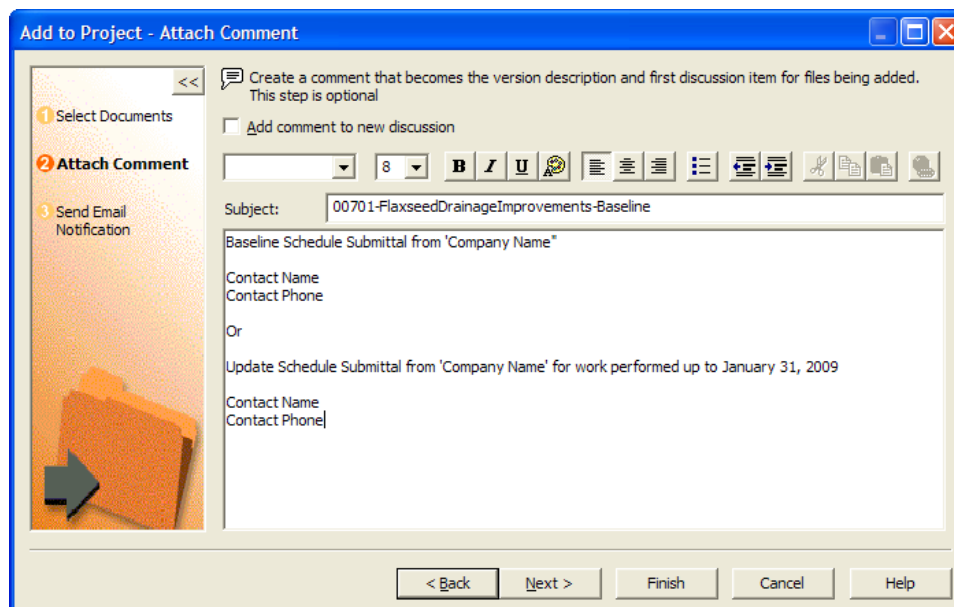 Add to Project - Attach Comment
<<
1 Select Documents
2 Attach Comment
3 Send Email
Notification
Create a comment that becomes the version description and first discussion item for files being added.
This step is optional
Add comment to new discussion
8
B I U
Subject:
00701-FlaxseedDrainageImprovements-Baseline
Baseline Schedule Submittal from 'Company Name"
Contact Name
Contact Phone
Or
Update Schedule Submittal from 'Company Name' for work performed up to January 31, 2009
Contact Name
Contact Phone
< Back
Next >
Finish
Cancel
Help